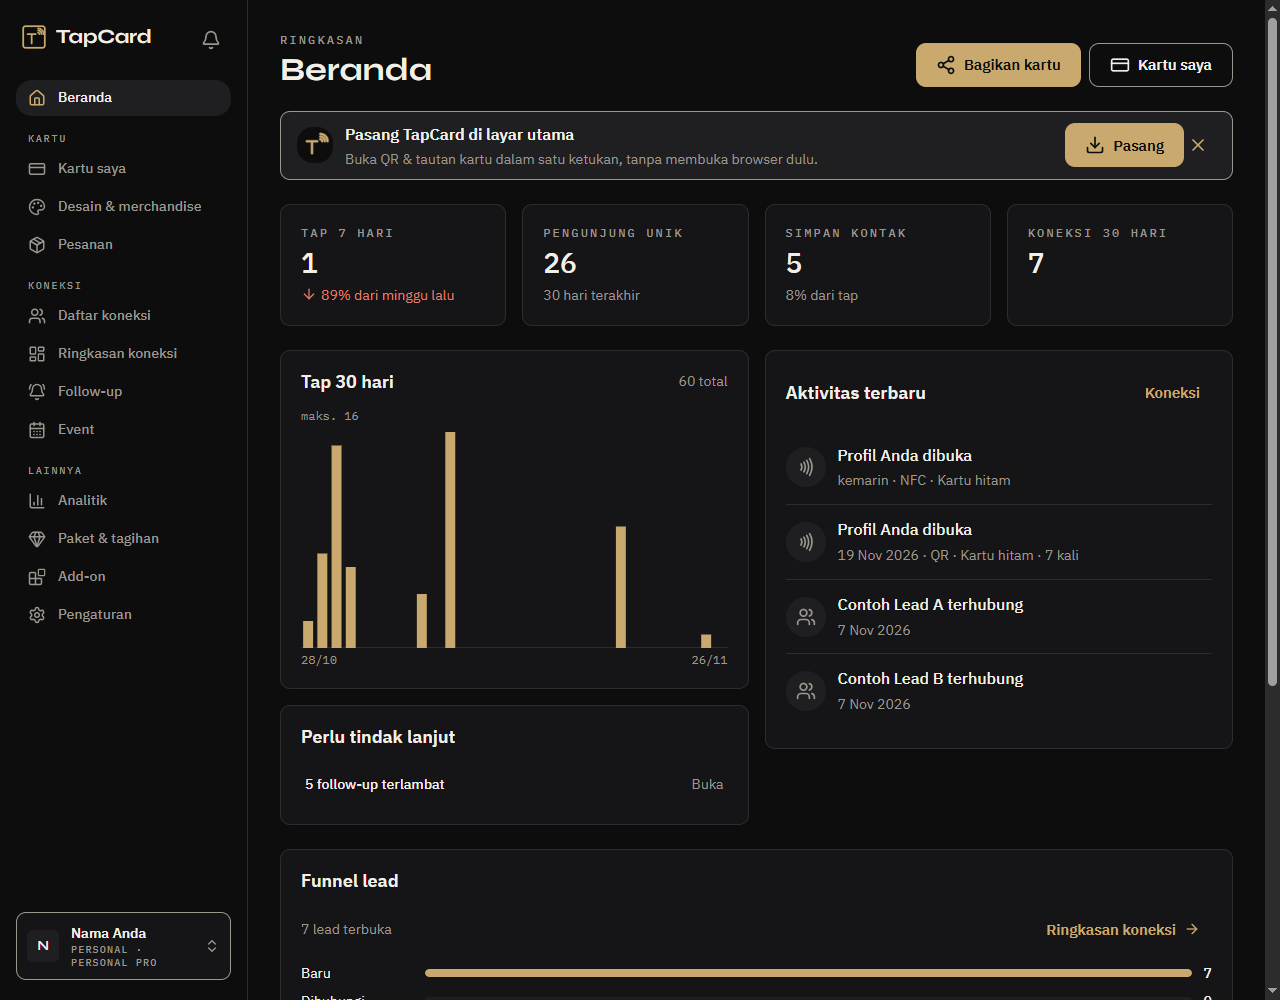 TapCard
Beranda
KARTU
Kartu saya
Desain & merchandise
Pesanan
KONEKSI
Daftar koneksi
Ringkasan koneksi
Follow-up
Event
LAINNYA
Analitik
Paket & tagihan
Add-on
Pengaturan
N
Nama Anda
PERSONAL ·
PERSONAL PRO
RINGKASAN
Beranda
Bagikan kartu
Kartu saya
T
Pasang TapCard di layar utama
Buka QR & tautan kartu dalam satu ketukan, tanpa membuka browser dulu.
Pasang
TAP 7 HARI
1
89% dari minggu lalu
PENGUNJUNG UNIK
26
30 hari terakhir
SIMPAN KONTAK
5
8% dari tap
KONEKSI 30 HARI
7
Tap 30 hari
60 total
maks. 16
28/10
26/11
Aktivitas terbaru
Koneksi
Profil Anda dibuka
kemarin · NFC · Kartu hitam
Profil Anda dibuka
19 Nov 2026 · QR · Kartu hitam · 7 kali
Contoh Lead A terhubung
7 Nov 2026
Contoh Lead B terhubung
7 Nov 2026
Perlu tindak lanjut
5 follow-up terlambat
Buka
Funnel lead
7 lead terbuka
Ringkasan koneksi
Baru
7